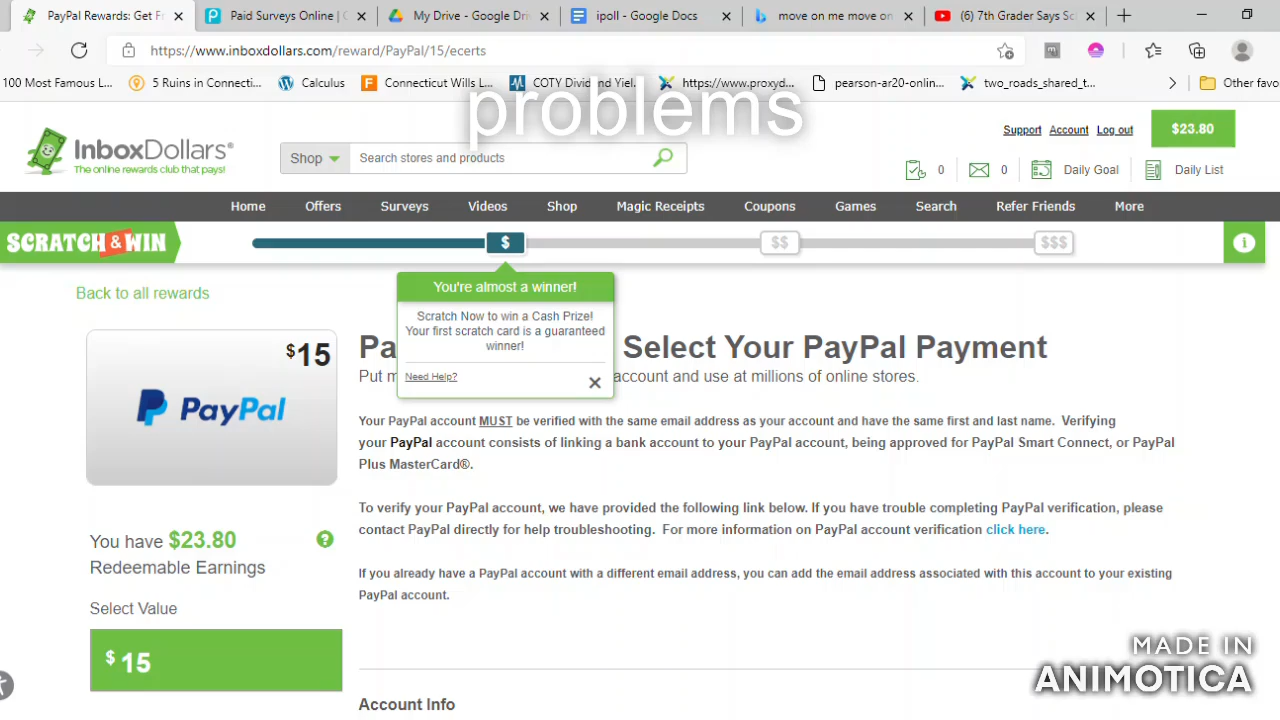 PayPal Rewards: Get Fr
Paid Surveys Online | C
My Drive - Google Dri
ipoll - Google Docs
move on me move on
(6) 7th Grader Says Sc
https://www.inboxdollars.com/reward/PayPal/15/ecerts
100 Most Famous L...
5 Ruins in Connecti...
Calculus
Connecticut Wills L...
COTY Dividend Yiel...
https://www.proxyd...
pearson-ar20-onlin...
two_roads_shared_t...
Other favo
problems
InboxDollars®
The online rewards club that pays!
Shop
Search stores and products
Support Account Log out
$23.80
0
0
Daily Goal
Daily List
Home Offers Surveys Videos Shop Magic Receipts Coupons Games Search Refer Friends More
SCRATCH & WIN
$
$$
$$$
i
You're almost a winner!
Scratch Now to win a Cash Prize!
Your first scratch card is a guaranteed
winner!
Need Help?
Back to all rewards
$15
PayPal
You have $23.80
?
Redeemable Earnings
Select Value
$ 15
Pa Select Your PayPal Payment
Put m account and use at millions of online stores.
Your PayPal account MUST be verified with the same email address as your account and have the same first and last name. Verifying
your PayPal account consists of linking a bank account to your PayPal account, being approved for PayPal Smart Connect, or PayPal
Plus MasterCard®.
To verify your PayPal account, we have provided the following link below. If you have trouble completing PayPal verification, please
contact PayPal directly for help troubleshooting. For more information on PayPal account verification click here.
If you already have a PayPal account with a different email address, you can add the email address associated with this account to your existing
PayPal account.
Account Info
MADE IN
ANIMOTICA